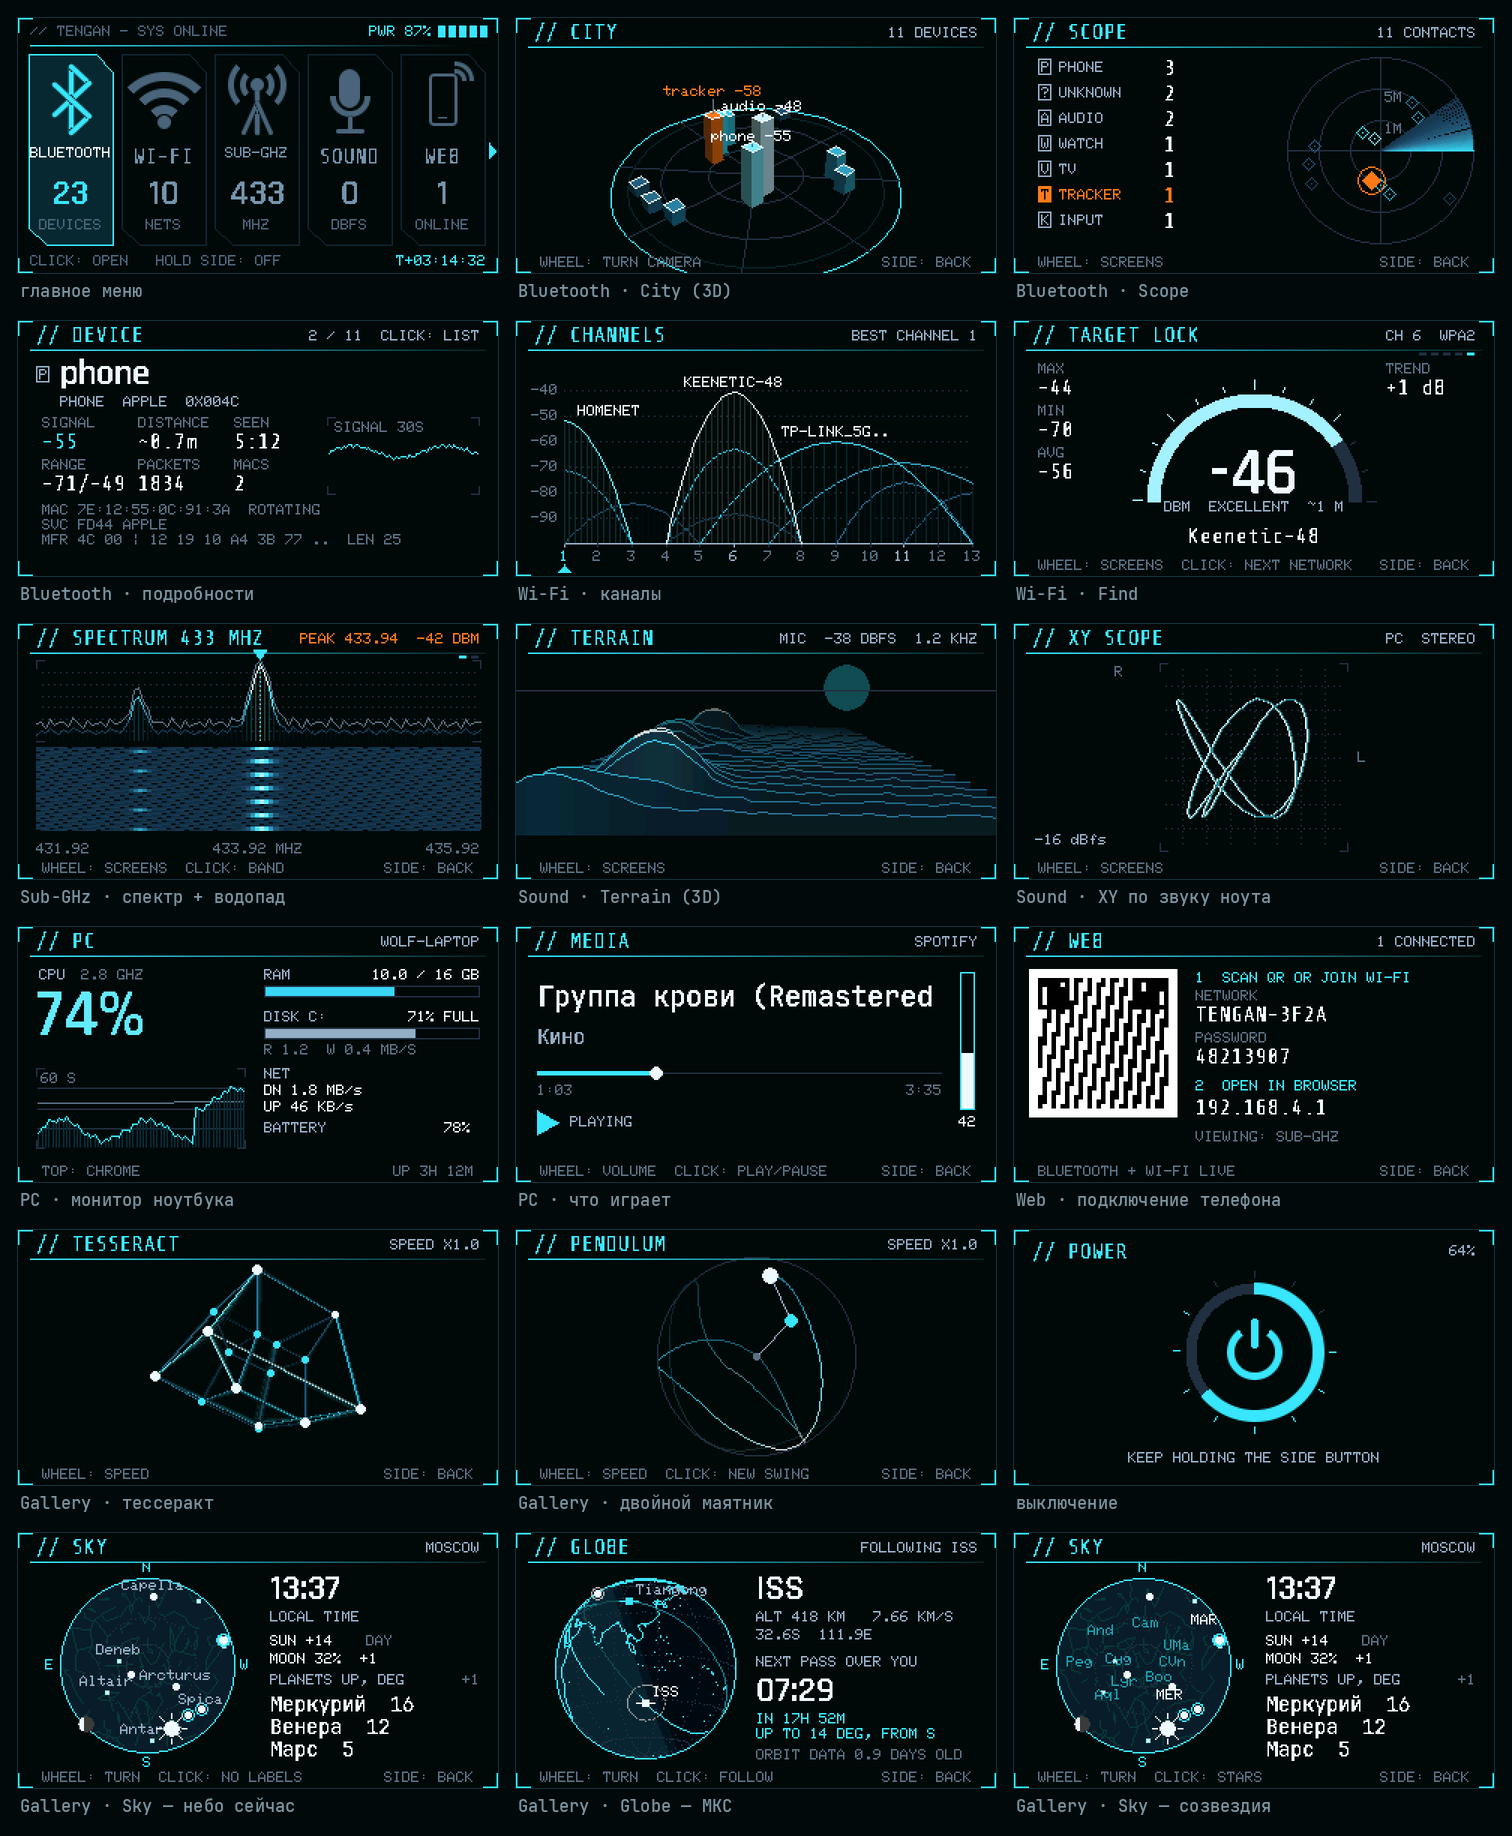 // TENGAN - SYS ONLINE PWR 87%
BLUETOOTH WI-FI SUB-GHZ SOUND WEB
23 10 433 0 1
DEVICES NETS MHZ DBFS ONLINE
CLICK: OPEN HOLD SIDE: OFF T+03:14:32
главное меню
// CITY 11 DEVICES
tracker -58
audio -48
phone -55
WHEEL: TURN CAMERA SIDE: BACK
Bluetooth · City (3D)
// SCOPE 11 CONTACTS
P PHONE 3
? UNKNOWN 2
A AUDIO 2
W WATCH 1
V TV 1
T TRACKER 1
K INPUT 1
5M
1M
WHEEL: SCREENS SIDE: BACK
Bluetooth · Scope
// DEVICE 2 / 11 CLICK: LIST
P phone
PHONE APPLE 0X004C
SIGNAL DISTANCE SEEN
-55 ~0.7m 5:12
SIGNAL 30S
RANGE PACKETS MACS
-71/-49 1834 2
MAC 7E:12:55:0C:91:3A ROTATING
SVC FD44 APPLE
MFR 4C 00 ¦ 12 19 10 A4 3B 77 .. LEN 25
Bluetooth · подробности
// CHANNELS BEST CHANNEL 1
KEENETIC-48
HOMENET
TP-LINK_5G..
-40
-50
-60
-70
-80
-90
1 2 3 4 5 6 7 8 9 10 11 12 13
Wi-Fi · каналы
// TARGET LOCK CH 6 WPA2
MAX TREND
-44 +1 dB
MIN
-70
AVG
-56
-46
DBM EXCELLENT ~1 M
Keenetic-48
WHEEL: SCREENS CLICK: NEXT NETWORK SIDE: BACK
Wi-Fi · Find
// SPECTRUM 433 MHZ PEAK 433.94 -42 DBM
431.92 433.92 MHZ 435.92
WHEEL: SCREENS CLICK: BAND SIDE: BACK
Sub-GHz · спектр + водопад
// TERRAIN MIC -38 DBFS 1.2 KHZ
WHEEL: SCREENS SIDE: BACK
Sound · Terrain (3D)
// XY SCOPE PC STEREO
R
L
-16 dBfs
WHEEL: SCREENS SIDE: BACK
Sound · XY по звуку ноута
// PC WOLF-LAPTOP
CPU 2.8 GHZ RAM 10.0 / 16 GB
74%
DISK C: 71% FULL
R 1.2 W 0.4 MB/S
60 S
NET
DN 1.8 MB/s
UP 46 KB/s
BATTERY 78%
TOP: CHROME UP 3H 12M
PC · монитор ноутбука
// MEDIA SPOTIFY
Группа крови (Remastered
Кино
1:03 3:35
PLAYING 42
WHEEL: VOLUME CLICK: PLAY/PAUSE SIDE: BACK
PC · что играет
// WEB 1 CONNECTED
1 SCAN QR OR JOIN WI-FI
NETWORK
TENGAN-3F2A
PASSWORD
48213907
2 OPEN IN BROWSER
192.168.4.1
VIEWING: SUB-GHZ
BLUETOOTH + WI-FI LIVE SIDE: BACK
Web · подключение телефона
// TESSERACT SPEED X1.0
WHEEL: SPEED SIDE: BACK
Gallery · тессеракт
// PENDULUM SPEED X1.0
WHEEL: SPEED CLICK: NEW SWING SIDE: BACK
Gallery · двойной маятник
// POWER 64%
KEEP HOLDING THE SIDE BUTTON
выключение
// SKY MOSCOW
N
Capella
Deneb
E W
Altair Arcturus
Spica
S
13:37
LOCAL TIME
SUN +14 DAY
MOON 32% +1
PLANETS UP, DEG +1
Меркурий 16
Венера 12
Марс 5
WHEEL: TURN CLICK: NO LABELS SIDE: BACK
Gallery · Sky — небо сейчас
// GLOBE FOLLOWING ISS
Tiangong
ISS
ISS
ALT 418 KM 7.66 KM/S
32.6S 111.9E
NEXT PASS OVER YOU
07:29
IN 17H 52M
UP TO 14 DEG, FROM S
ORBIT DATA 0.9 DAYS OLD
WHEEL: TURN CLICK: FOLLOW SIDE: BACK
Gallery · Globe — МКС
// SKY MOSCOW
N
MAR
And Cam
UMa
E Peg CVn W
Lyr Boo
Aql MER
S
13:37
LOCAL TIME
SUN +14 DAY
MOON 32% +1
PLANETS UP, DEG +1
Меркурий 16
Венера 12
Марс 5
WHEEL: TURN CLICK: STARS SIDE: BACK
Gallery · Sky — созвездия